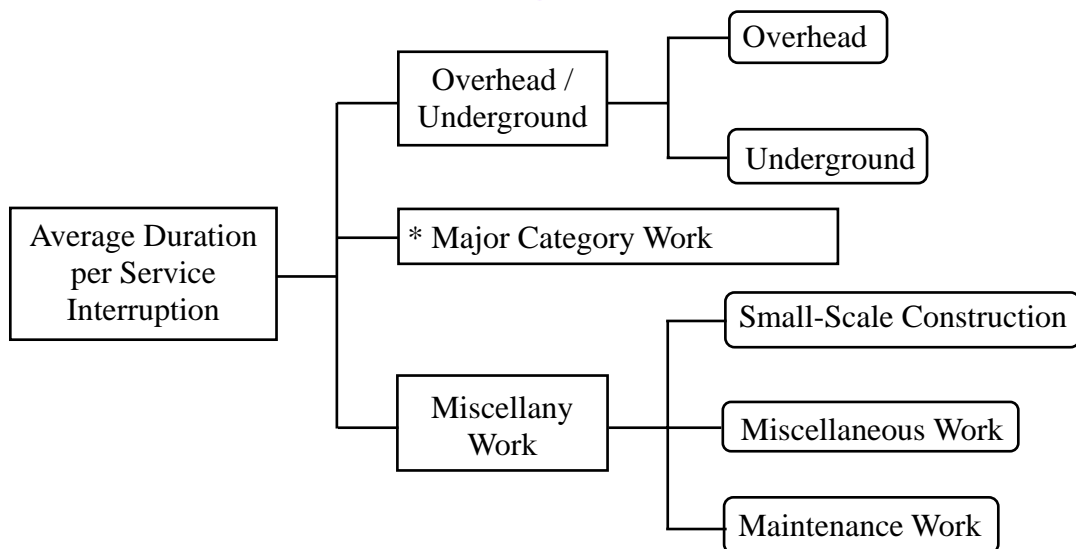 Overhead
Overhead /
Underground
Underground
Average Duration
per Service
Interruption
* Major Category Work
Small-Scale Construction
Miscellany
Work
Miscellaneous Work
Maintenance Work